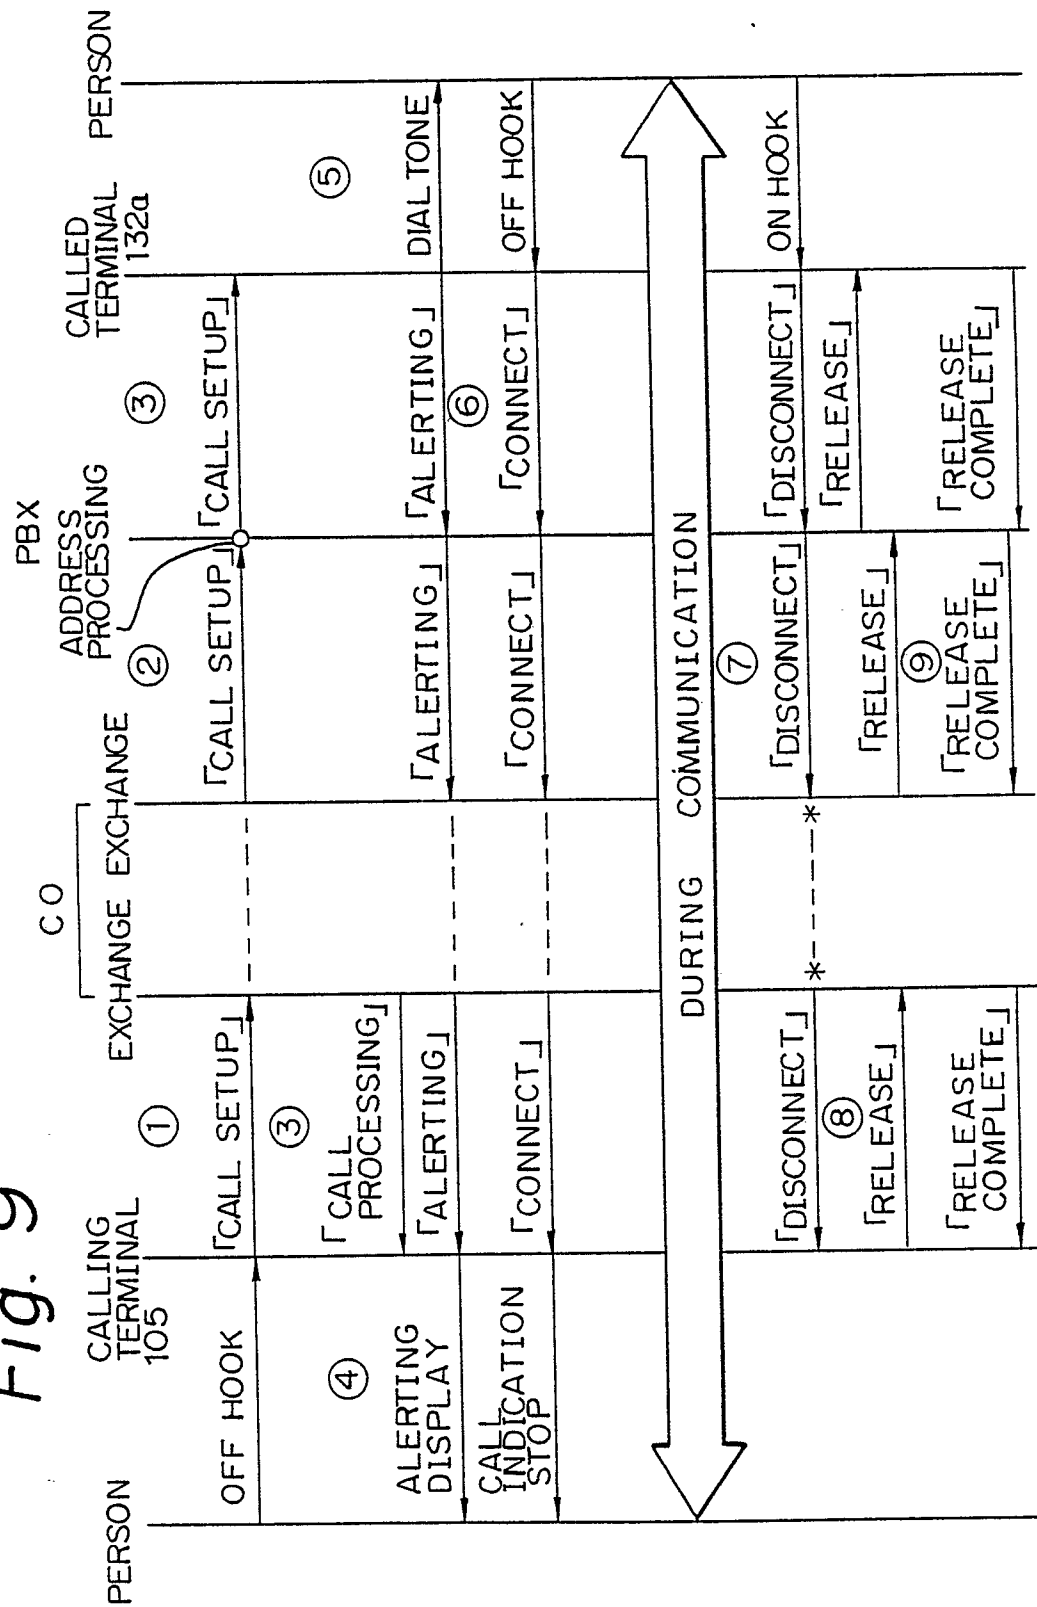 Fig. 9
CO
PBX
PERSON
CALLING
TERMINAL
105
EXCHANGE
EXCHANGE
ADDRESS
PROCESSING
CALLED
TERMINAL
132a
PERSON
①
②
③
OFF HOOK
「CALL SETUP」
「CALL SETUP」
「CALL SETUP」
③
「CALL
PROCESSING」
④
⑤
ALERTING
DISPLAY
「ALERTING」
「ALERTING」
「ALERTING」
DIAL TONE
⑥
CALL
INDICATION
STOP
「CONNECT」
「CONNECT」
「CONNECT」
OFF HOOK
DURING COMMUNICATION
⑦
「DISCONNECT」
*-----*
「DISCONNECT」
「DISCONNECT」
ON HOOK
⑧
「RELEASE」
「RELEASE」
「RELEASE」
⑨
「RELEASE
COMPLETE」
「RELEASE
COMPLETE」
「RELEASE
COMPLETE」